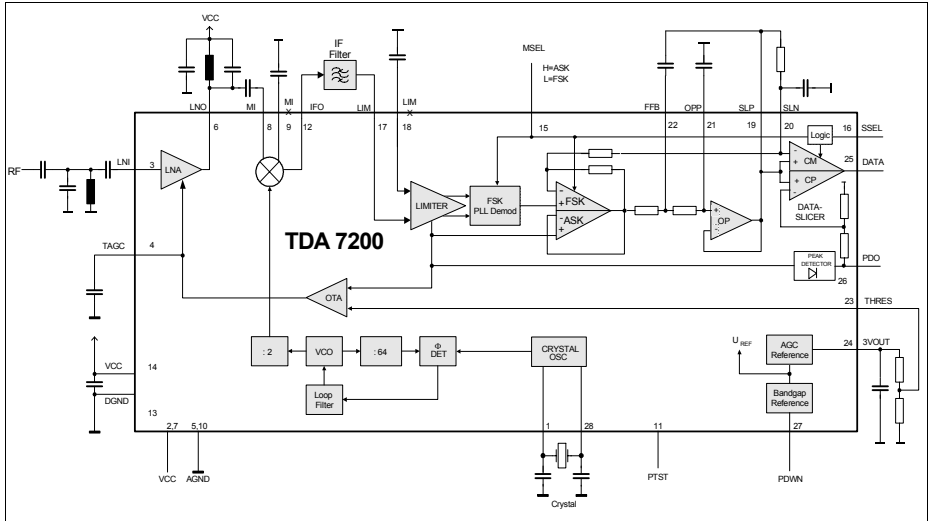 VCC
IF
Filter
MSEL
H=ASK
L=FSK
LNO
MI
MI
X
IFO
LIM
LIM
X
FFB
OPP
SLP
SLN
6
8
9
12
17
18
15
22
21
19
20
16
SSEL
Logic
RF
LNI
3
LNA
-
+
CM
25
DATA
+
CP
-
LIMITER
FSK
PLL Demod
-
+
FSK
-
+
ASK
+
-
OP
DATA-
SLICER
TDA 7200
4
TAGC
PEAK
DETECTOR
PDO
26
OTA
23
THRES
: 2
VCO
: 64
Φ
DET
CRYSTAL
OSC
U REF
AGC
Reference
24
3VOUT
VCC
14
Loop
Filter
Bandgap
Reference
DGND
13
2,7
5,10
1
28
11
27
VCC
AGND
PTST
PDWN
Crystal